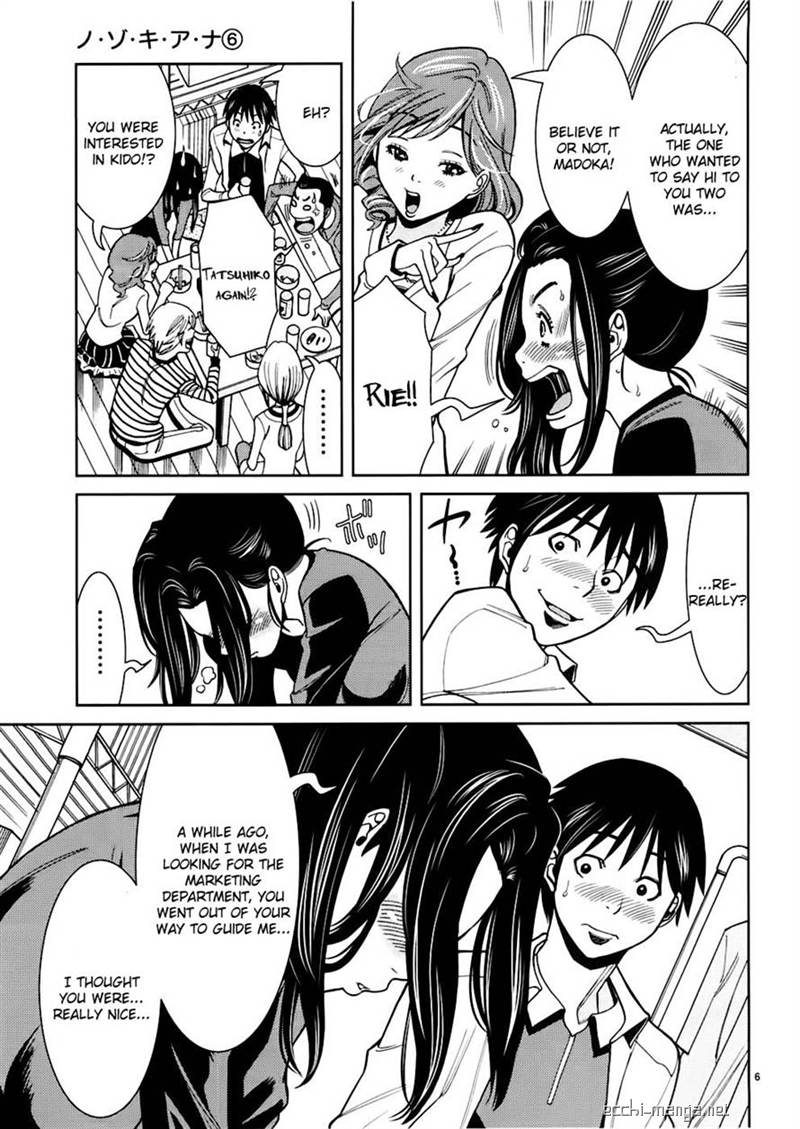 ノ・ゾ・キ・ア・ナ⑥
ACTUALLY,
THE ONE
WHO WANTED
TO SAY HI TO
YOU TWO
WAS...
BELIEVE IT
OR NOT,
MADOKA!
RIE!!
EH?
YOU WERE
INTERESTED
IN KIDO!?
TATSUHIKO
AGAIN!?
........
...RE-
REALLY?
ヤ...
ボソ
........
A WHILE AGO,
WHEN I WAS
LOOKING FOR THE
MARKETING
DEPARTMENT, YOU
WENT OUT OF YOUR
WAY TO GUIDE ME...
I THOUGHT
YOU WERE...
REALLY NICE...
6
ecchi-manga.net